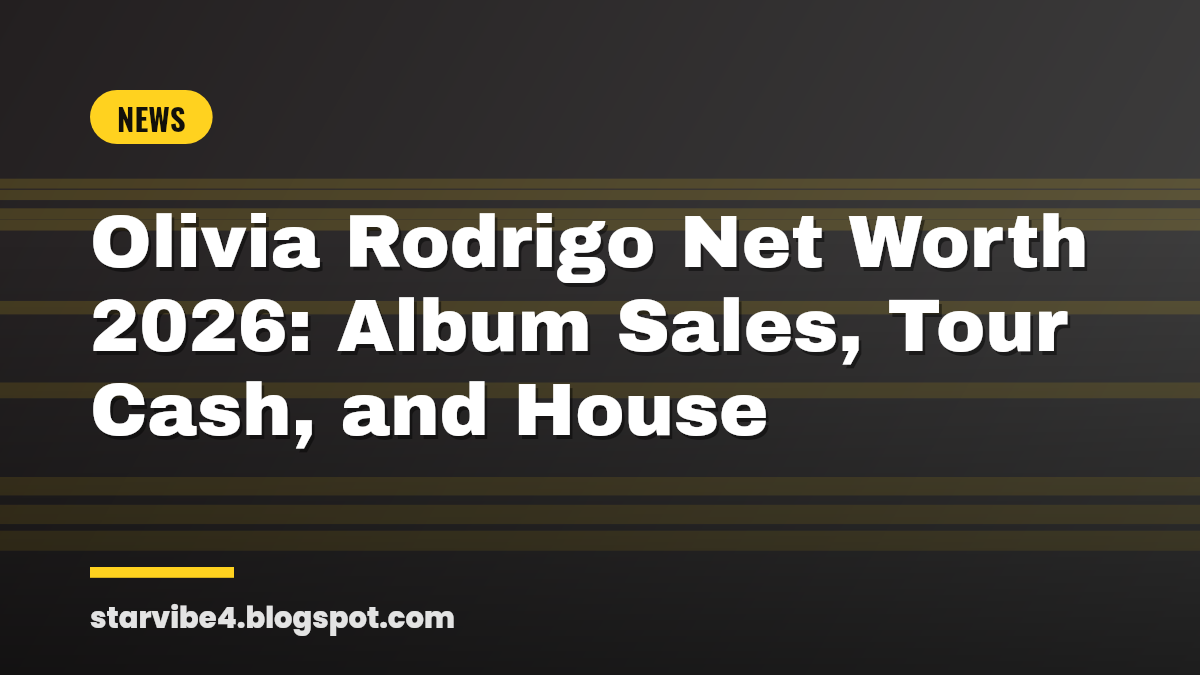 NEWS
Olivia Rodrigo Net Worth
2026: Album Sales, Tour
Cash, and House
starvibe4.blogspot.com